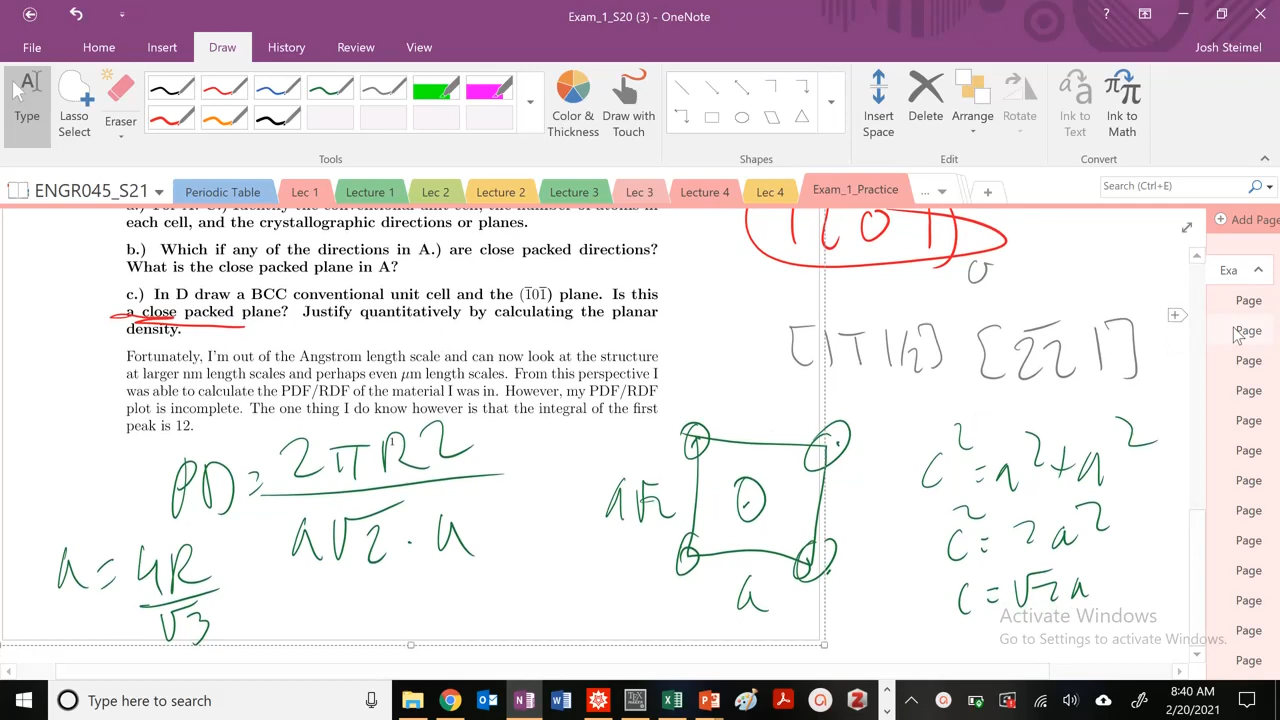 Exam_1_S20 (3) - OneNote
File Home Insert Draw History Review View Josh Steimel
Type
Lasso Select
Eraser
Color & Thickness
Draw with Touch
Insert Space
Delete
Arrange
Rotate
Ink to Text
Ink to Math
Tools Shapes Edit Convert
ENGR045_S21 Periodic Table Lec 1 Lecture 1 Lec 2 Lecture 2 Lecture 3 Lec 3 Lecture 4 Lec 4 Exam_1_Practice ... + Search (Ctrl+E)
Add Page
Exa
Page
Page
Page
Page
Page
Page
Page
Page
Page
Page
Page
Page
Page
each cell, and the crystallographic directions or planes.
b.) Which if any of the directions in A.) are close packed directions?
What is the close packed plane in A?
c.) In D draw a BCC conventional unit cell and the (1̅01̅) plane. Is this
a close packed plane? Justify quantitatively by calculating the planar
density.
Fortunately, I'm out of the Angstrom length scale and can now look at the structure
at larger nm length scales and perhaps even μm length scales. From this perspective I
was able to calculate the PDF/RDF of the material I was in. However, my PDF/RDF
plot is incomplete. The one thing I do know however is that the integral of the first
peak is 12.
[1 1̅ 1/2] [2 2̅ 1]
PD = 2πR2
a√2 · a
a = 4R
√3
a√2
a
c² = a² + a²
c² = 2a²
c = √2 a
Activate Windows
Go to Settings to activate Windows.
Type here to search
8:40 AM
2/20/2021